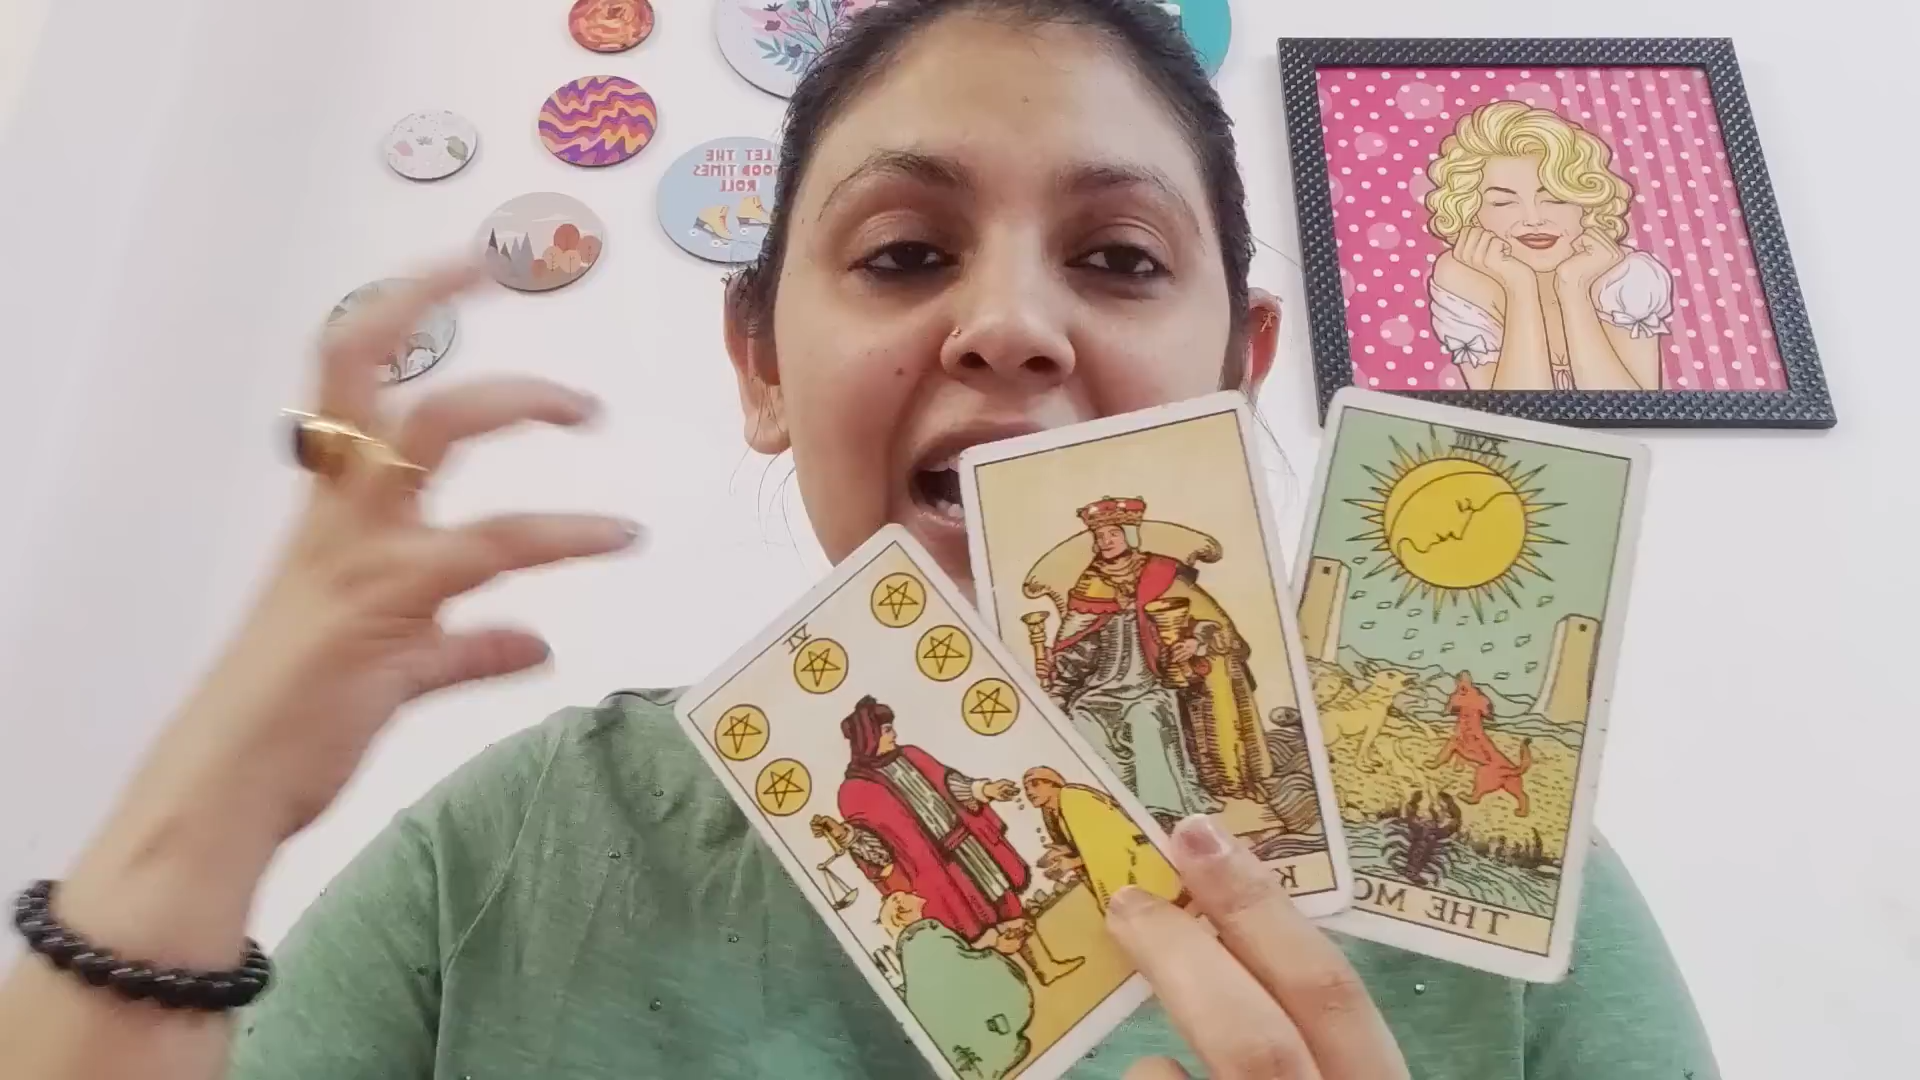 LET THE
GOOD TIMES
ROLL
VI
XVIII
K
THE MO